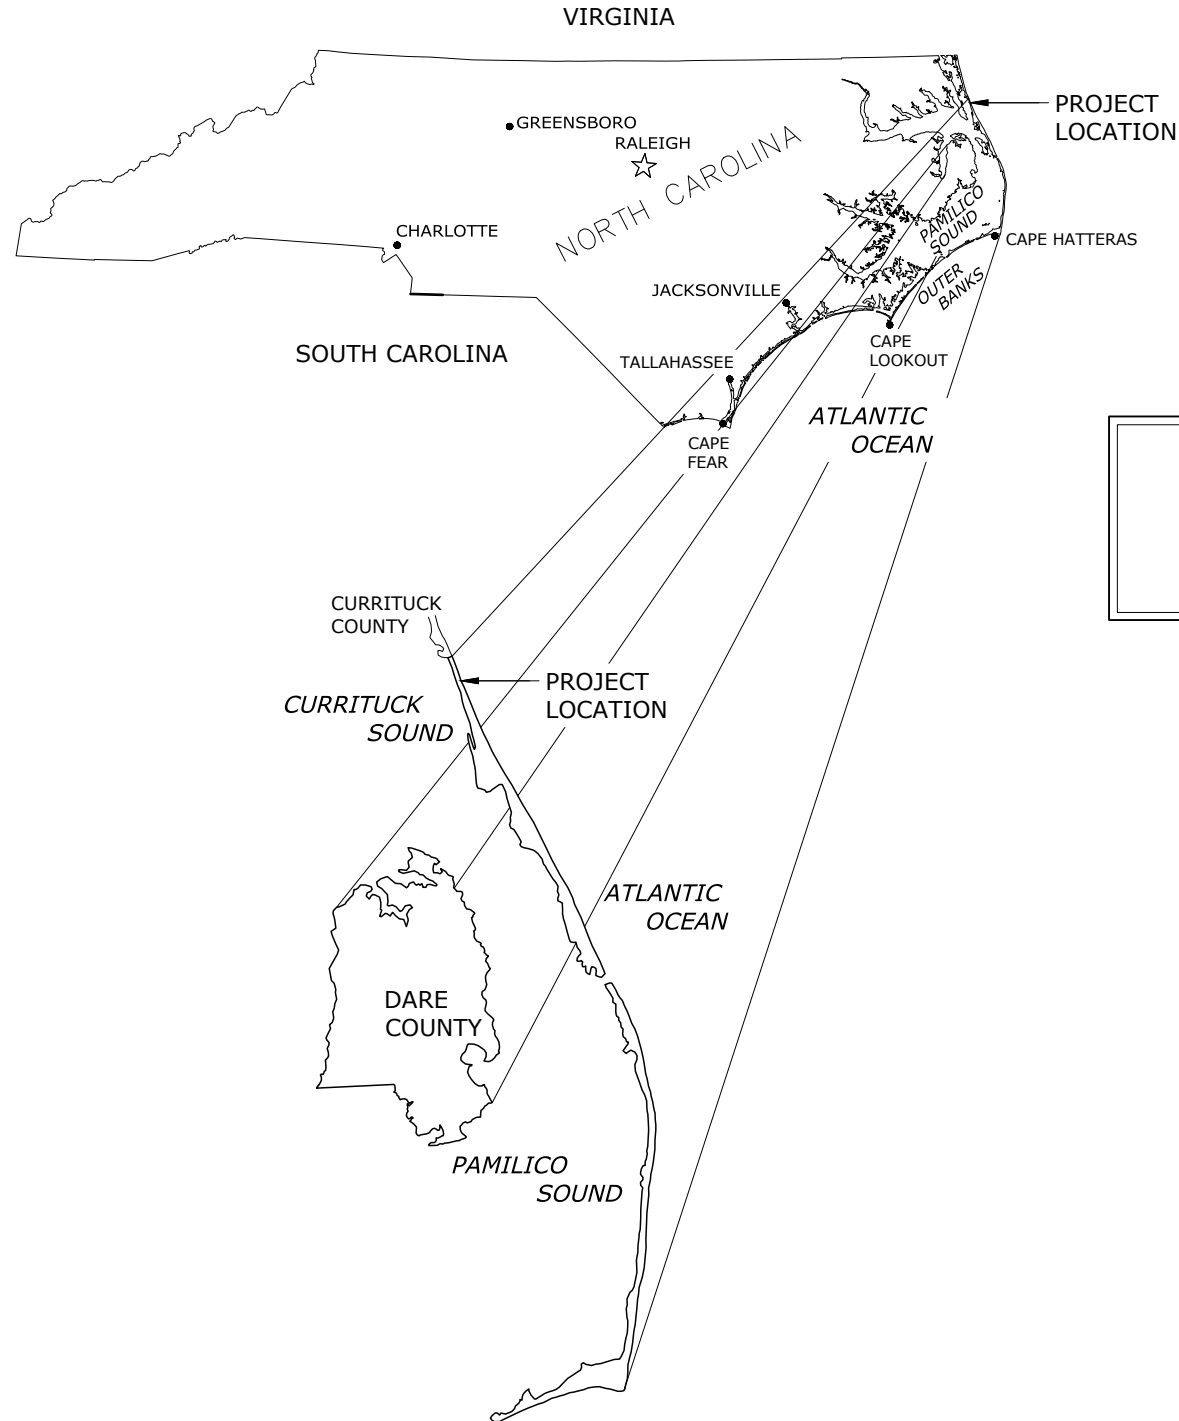 VIRGINIA
PROJECT
LOCATION
GREENSBORO
RALEIGH
NORTH CAROLINA
CHARLOTTE
PAMILICO
SOUND
CAPE HATTERAS
OUTER
BANKS
JACKSONVILLE
CAPE
LOOKOUT
SOUTH CAROLINA
TALLAHASSEE
ATLANTIC
OCEAN
CAPE
FEAR
CURRITUCK
COUNTY
PROJECT
LOCATION
CURRITUCK
SOUND
ATLANTIC
OCEAN
DARE
COUNTY
PAMILICO
SOUND